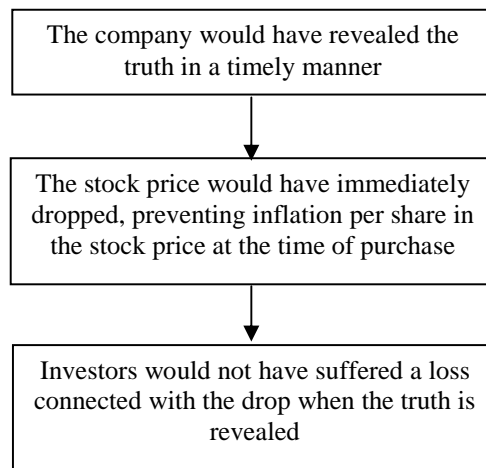 The company would have revealed the
truth in a timely manner
The stock price would have immediately
dropped, preventing inflation per share in
the stock price at the time of purchase
Investors would not have suffered a loss
connected with the drop when the truth is
revealed